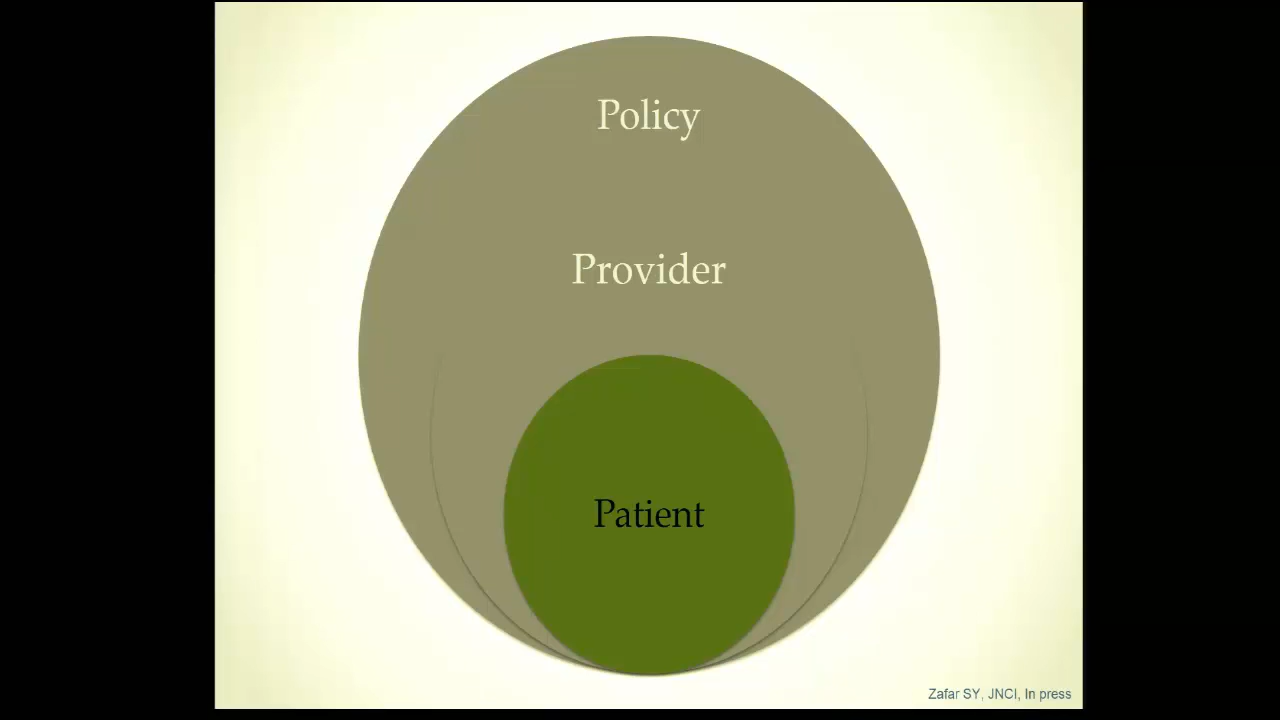 Policy
Provider
Patient
Zafar SY, JNCI, In press